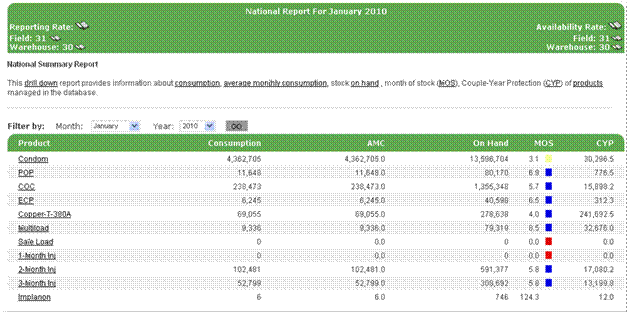 National Report For January 2010
Reporting Rate: Availability Rate:
Field: 31 Field: 31
Warehouse: 30 Warehouse: 30
National Summary Report
This drill down report provides information about consumption, average monthly consumption, stock on hand , month of stock (MOS), Couple-Year Protection (CYP) of products
managed in the database.
Filter by: Month: January Year: 2010 GO
Product Consumption AMC On Hand MOS CYP
Condom 4,362,705 4,362,705.0 13,596,704 3.1 30,296.5
POP 11,648 11,648.0 80,170 6.9 776.5
COC 238,473 238,473.0 1,355,348 5.7 15,898.2
ECP 6,245 6,245.0 40,598 6.5 312.3
Copper-T-380A 69,055 69,055.0 278,638 4.0 241,692.5
Multiload 9,336 9,336.0 79,319 8.5 32,676.0
Safe Load 0 0.0 0 0.0 0.0
1-Month Inj 0 0.0 0 0.0 0.0
2-Month Inj 102,481 102,481.0 591,377 5.8 17,080.2
3-Month Inj 52,799 52,799.0 308,692 5.8 13,199.8
Implanon 6 6.0 746 124.3 12.0